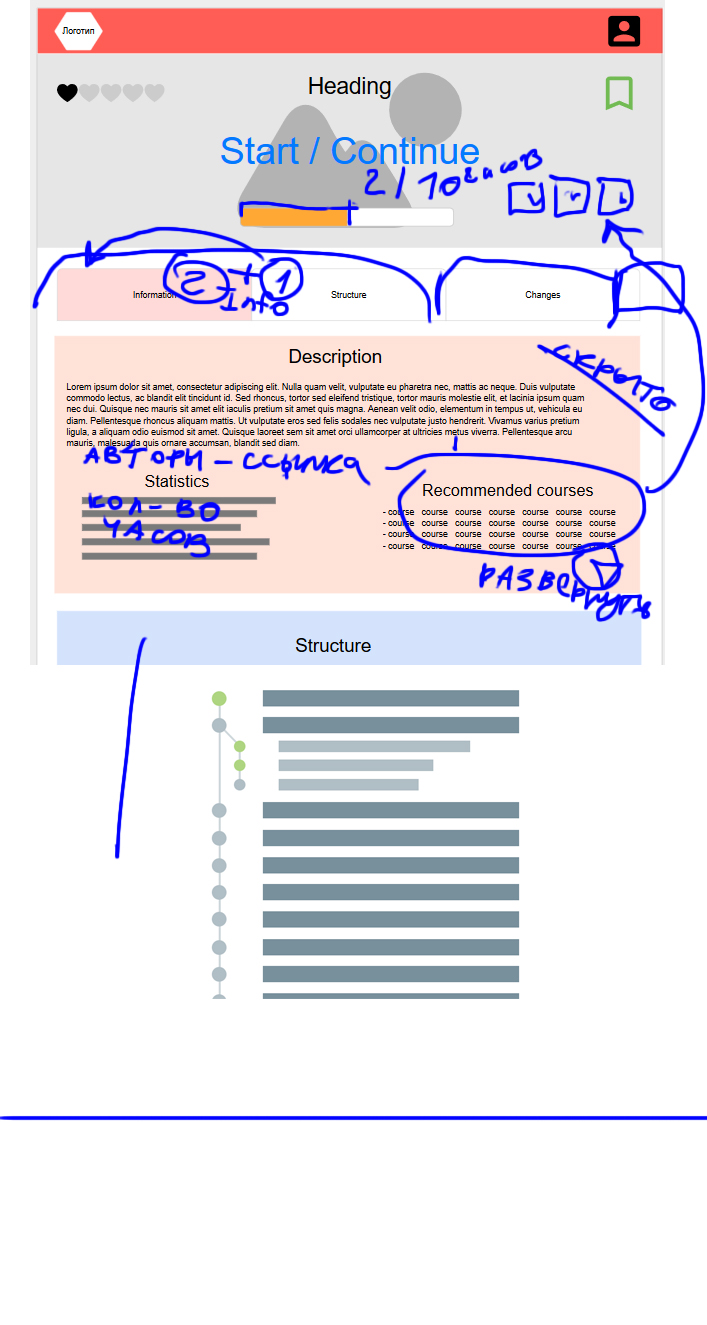 Логотип
Heading
Start / Continue
2 / 10 часов
Information
2 + 1
Info
Structure
Changes
скрыто
Description
Lorem ipsum dolor sit amet, consectetur adipiscing elit. Nulla quam velit, vulputate eu pharetra nec, mattis ac neque. Duis vulputate
commodo lectus, ac blandit elit tincidunt id. Sed rhoncus, tortor sed eleifend tristique, tortor mauris molestie elit, et lacinia ipsum quam
nec dui. Quisque nec mauris sit amet elit iaculis pretium sit amet quis magna. Aenean velit odio, elementum in tempus ut, vehicula eu
diam. Pellentesque rhoncus aliquam mattis. Ut vulputate eros sed felis sodales nec vulputate justo hendrerit. Vivamus varius pretium
ligula, a aliquam odio euismod sit amet. Quisque laoreet sem sit amet orci ullamcorper at ultricies metus viverra. Pellentesque arcu
mauris, malesuada quis ornare accumsan, blandit sed diam.
АВТОРЫ - ССЫЛКА
Statistics
КОЛ-ВО
ЧАСОВ
Recommended courses
- course course course course course course course
- course course course course course course course
- course course course course course course course
- course course course course course course course
РАЗВЕРНУТЬ
Structure